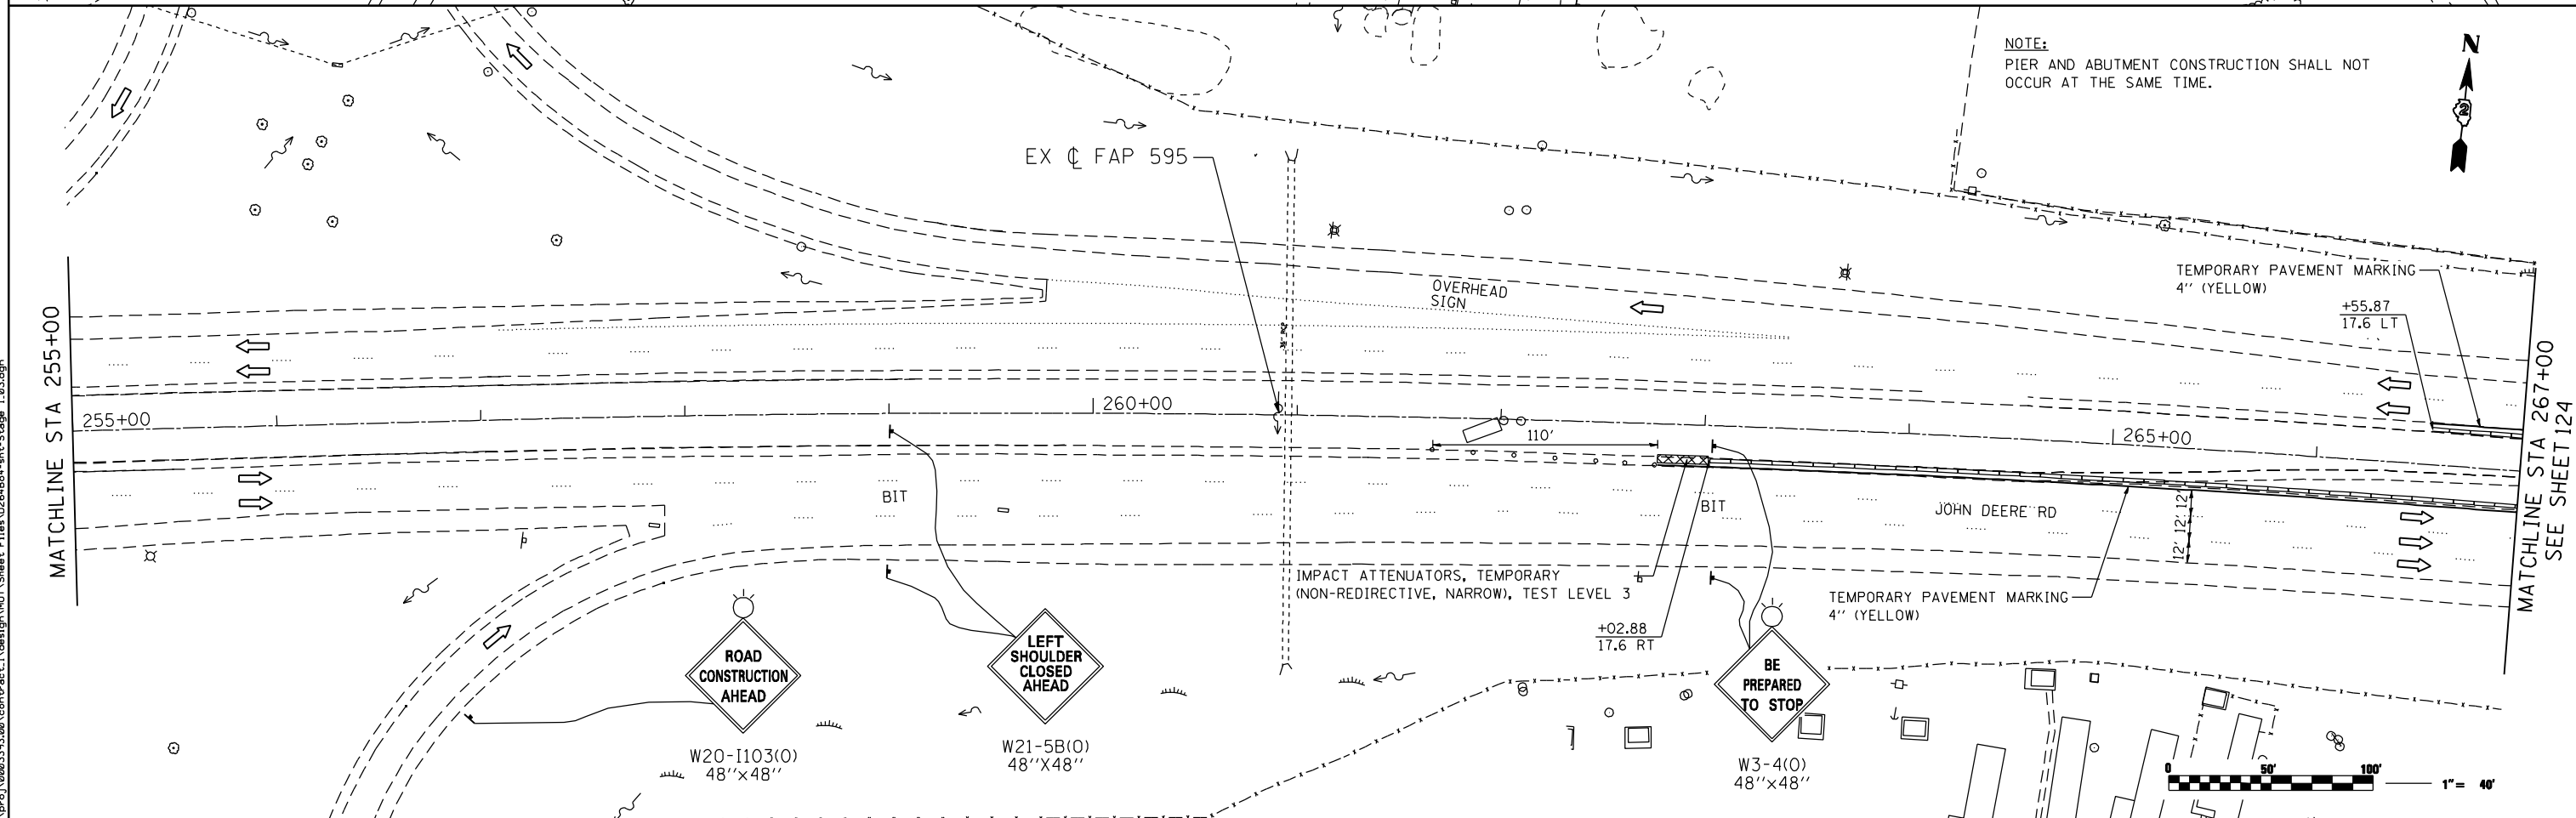 NOTE:
PIER AND ABUTMENT CONSTRUCTION SHALL NOT
OCCUR AT THE SAME TIME.
N
2
EX ℄ FAP 595
OVERHEAD
SIGN
TEMPORARY PAVEMENT MARKING
4'' (YELLOW)
+55.87
17.6 LT
MATCHLINE STA 255+00
255+00
260+00
265+00
110'
BIT
BIT
JOHN DEERE RD
12' 12' 12'
MATCHLINE STA 267+00
SEE SHEET 124
IMPACT ATTENUATORS, TEMPORARY
(NON-REDIRECTIVE, NARROW), TEST LEVEL 3
+02.88
17.6 RT
TEMPORARY PAVEMENT MARKING
4'' (YELLOW)
ROAD
CONSTRUCTION
AHEAD
W20-I103(O)
48''x48''
LEFT
SHOULDER
CLOSED
AHEAD
W21-5B(O)
48''X48''
BE
PREPARED
TO STOP
W3-4(O)
48''x48''
0 50' 100'
1''= 40'